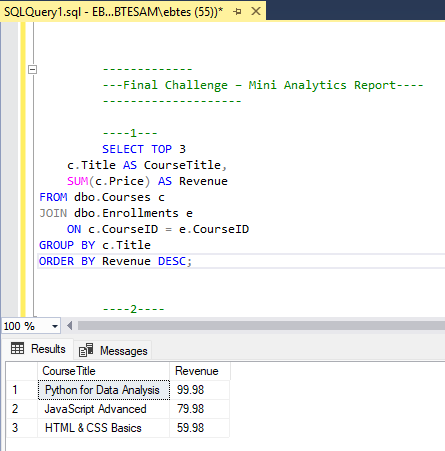 SQLQuery1.sql - EB...BTESAM\ebtes (55))*
-------------
---Final Challenge – Mini Analytics Report----
-------------------
----1---
SELECT TOP 3
c.Title AS CourseTitle,
SUM(c.Price) AS Revenue
FROM dbo.Courses c
JOIN dbo.Enrollments e
ON c.CourseID = e.CourseID
GROUP BY c.Title
ORDER BY Revenue DESC;
----2----
100 %
Results Messages
CourseTitle Revenue
1 Python for Data Analysis 99.98
2 JavaScript Advanced 79.98
3 HTML & CSS Basics 59.98